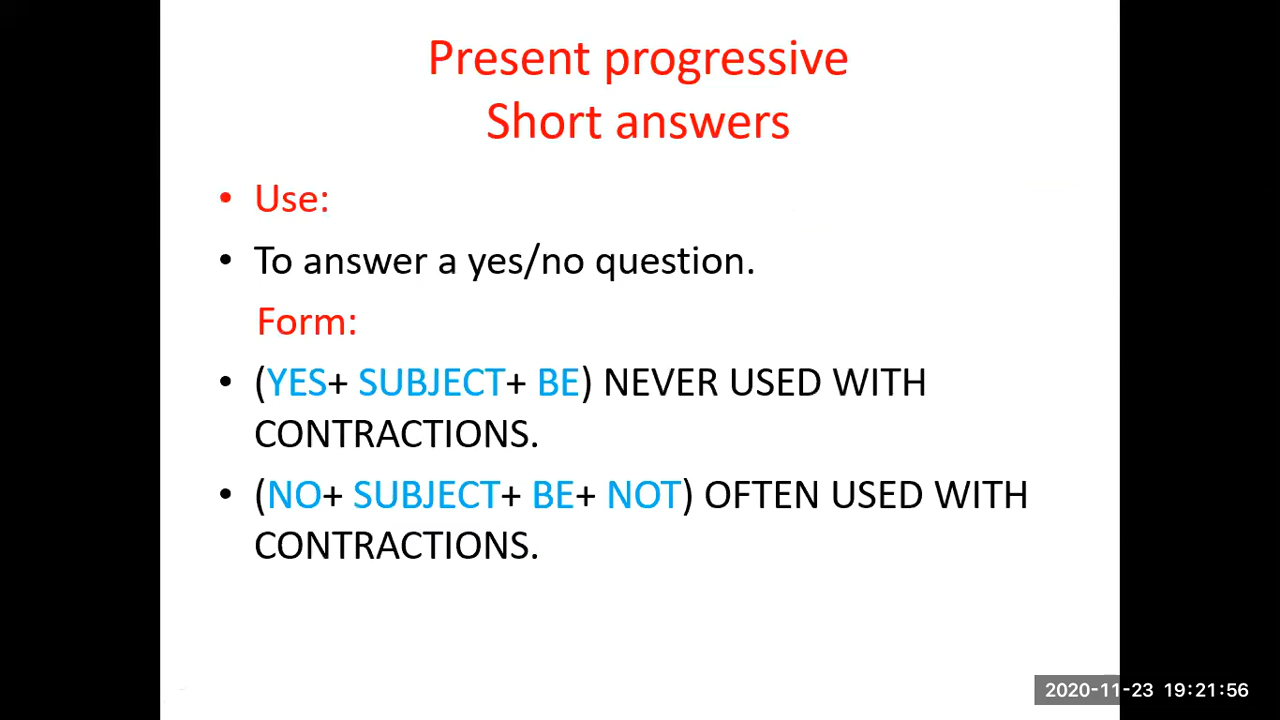 Present progressive
Short answers
• Use:
• To answer a yes/no question.
Form:
• (YES+ SUBJECT+ BE) NEVER USED WITH
CONTRACTIONS.
• (NO+ SUBJECT+ BE+ NOT) OFTEN USED WITH
CONTRACTIONS.
2020-11-23 19:21:56